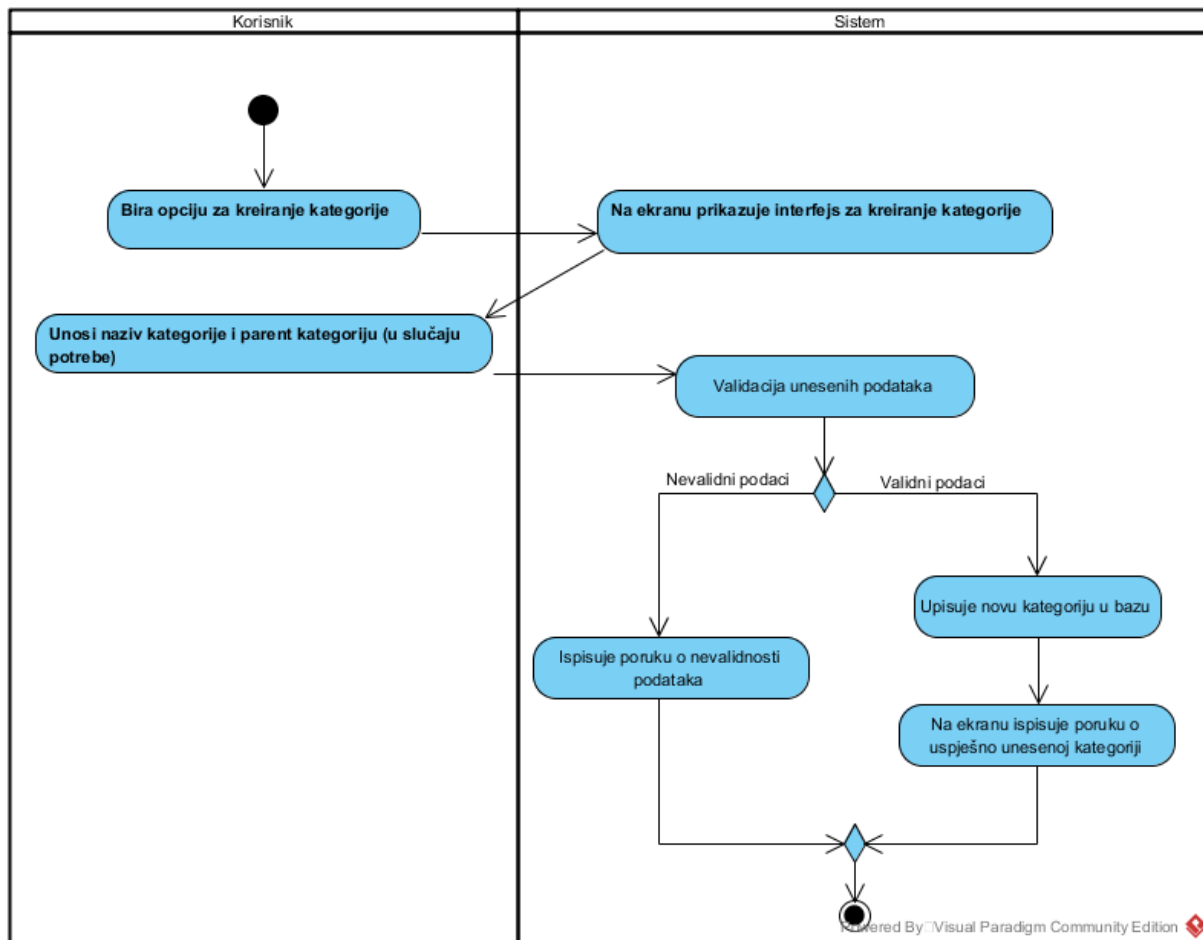 Korisnik
Sistem
Bira opciju za kreiranje kategorije
Na ekranu prikazuje interfejs za kreiranje kategorije
Unosi naziv kategorije i parent kategoriju (u slučaju
potrebe)
Validacija unesenih podataka
Nevalidni podaci
Validni podaci
Upisuje novu kategoriju u bazu
Ispisuje poruku o nevalidnosti
podataka
Na ekranu ispisuje poruku o
uspješno unesenoj kategoriji
Powered By Visual Paradigm Community Edition